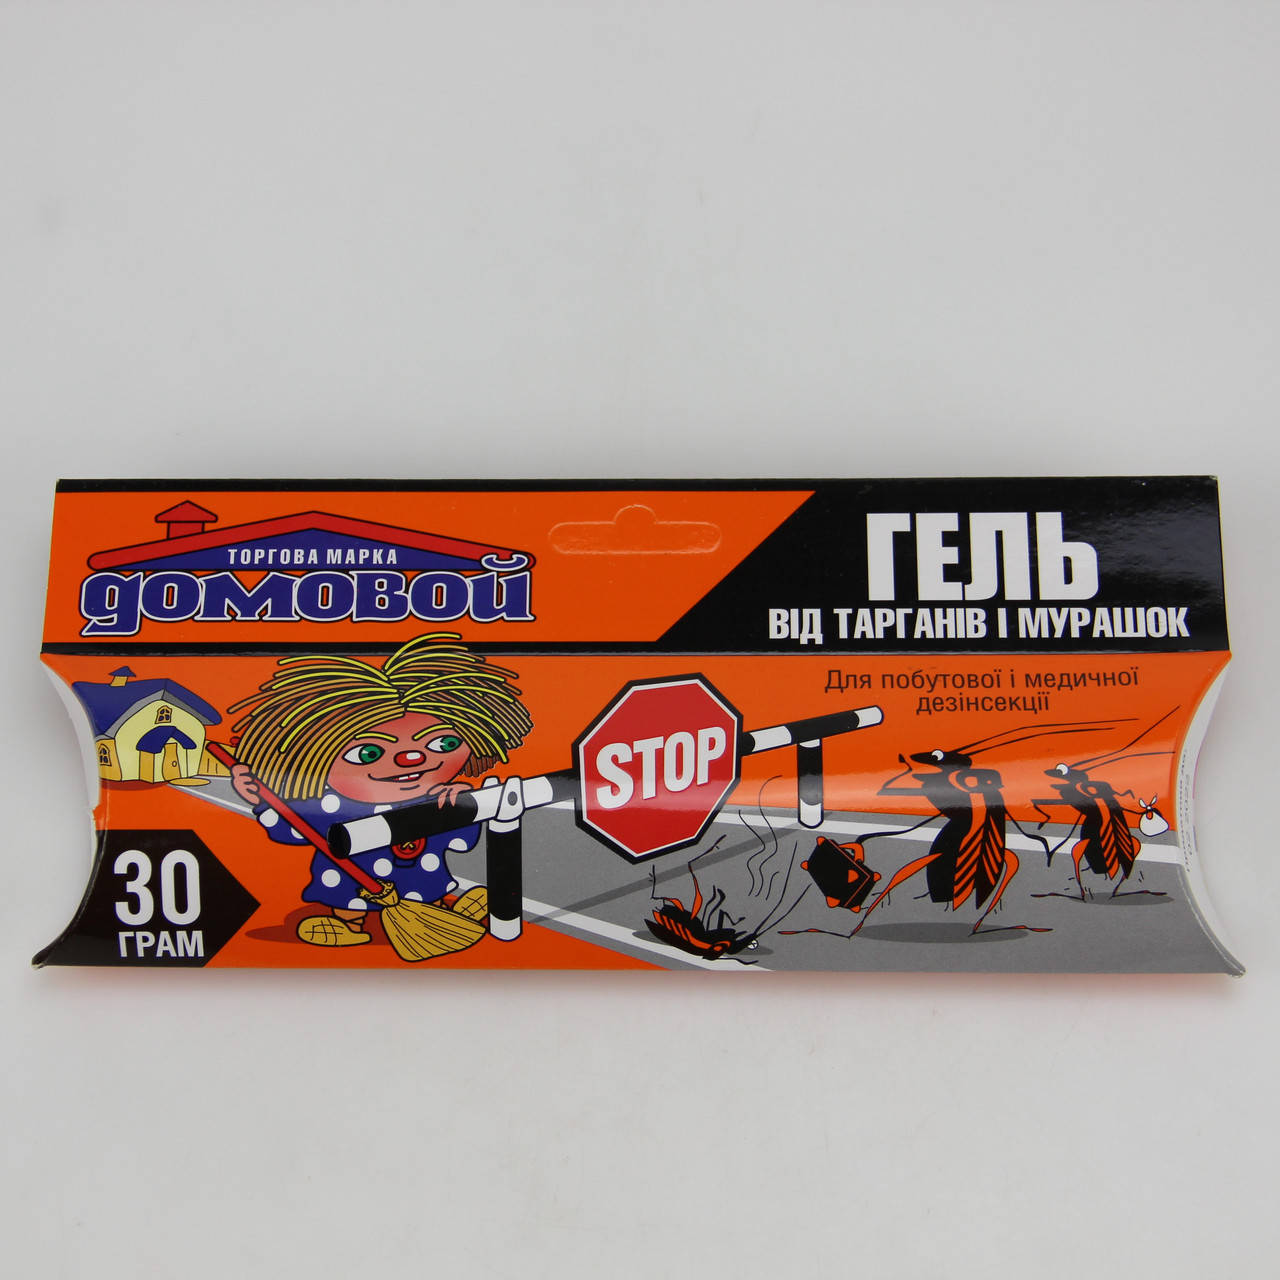 ТОРГОВА МАРКА
ДОМОВОЙ
ГЕЛЬ
ВІД ТАРГАНІВ І МУРАШОК
Для побутової і медичної
дезінсекції
STOP
30
ГРАМ